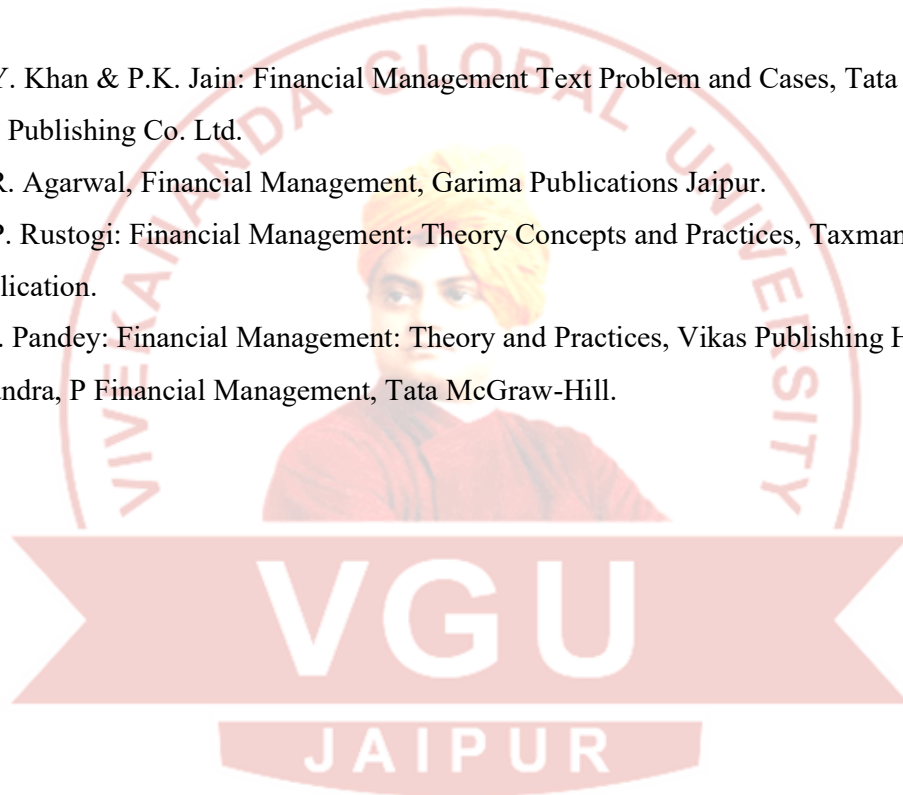 Y. Khan & P.K. Jain: Financial Management Text Problem and Cases, Tata
Publishing Co. Ltd.
R. Agarwal, Financial Management, Garima Publications Jaipur.
P. Rustogi: Financial Management: Theory Concepts and Practices, Taxman
lication.
. Pandey: Financial Management: Theory and Practices, Vikas Publishing H
andra, P Financial Management, Tata McGraw-Hill.
VIVEKANANDA GLOBAL UNIVERSITY
VGU
JAIPUR